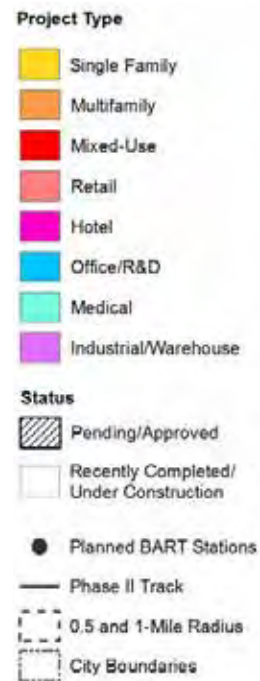 Project Type
Single Family
Multifamily
Mixed-Use
Retail
Hotel
Office/R&D
Medical
Industrial/Warehouse
Status
Pending/Approved
Recently Completed/
Under Construction
Planned BART Stations
Phase II Track
0.5 and 1-Mile Radius
City Boundaries